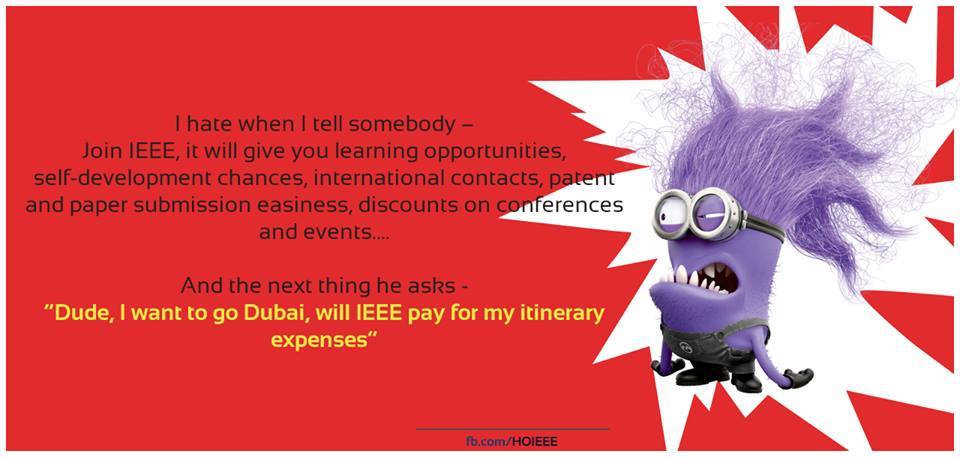 I hate when I tell somebody –
Join IEEE, it will give you learning opportunities,
self-development chances, international contacts, patent
and paper submission easiness, discounts on conferences
and events....
And the next thing he asks -
“Dude, I want to go Dubai, will IEEE pay for my itinerary
expenses”
fb.com/HOIEEE